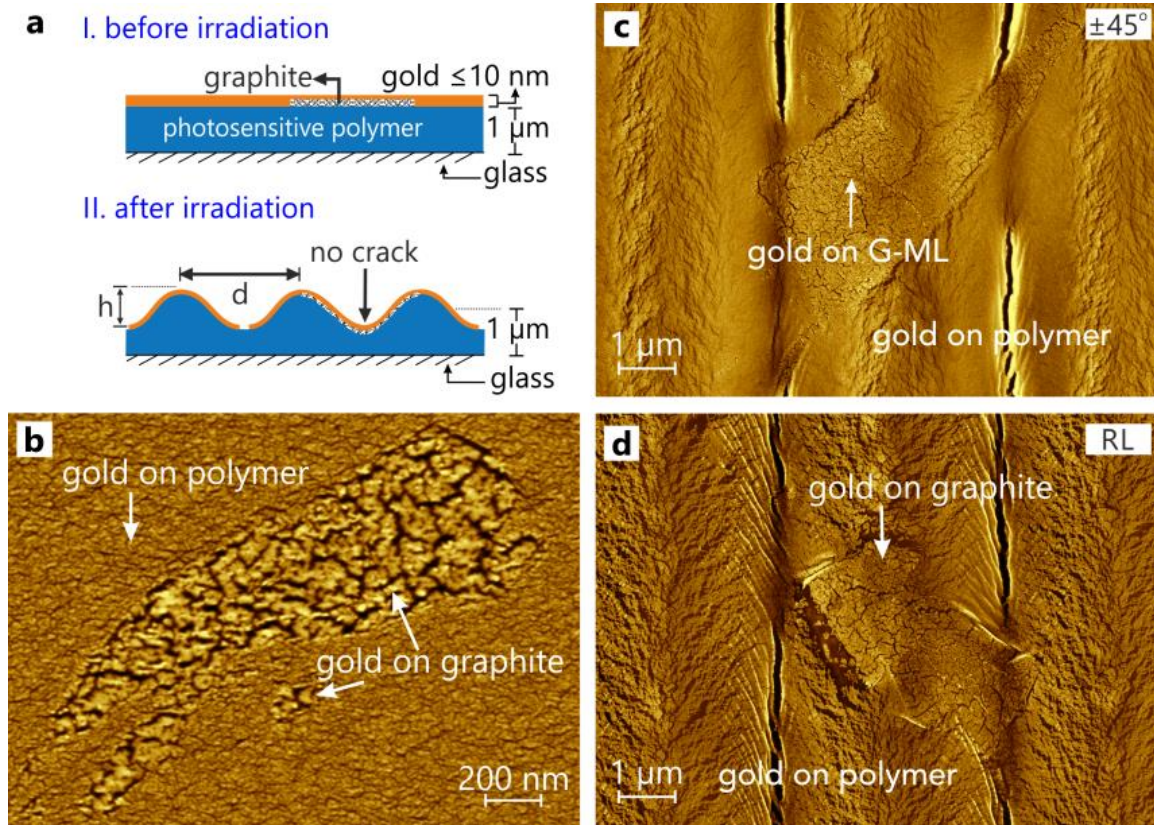 a
I. before irradiation
graphite
gold ≤10 nm
photosensitive polymer
1 μm
glass
II. after irradiation
no crack
h
d
1 μm
glass
b
gold on polymer
gold on graphite
200 nm
c
±45°
gold on G-ML
gold on polymer
1 μm
d
RL
gold on graphite
gold on polymer
1 μm